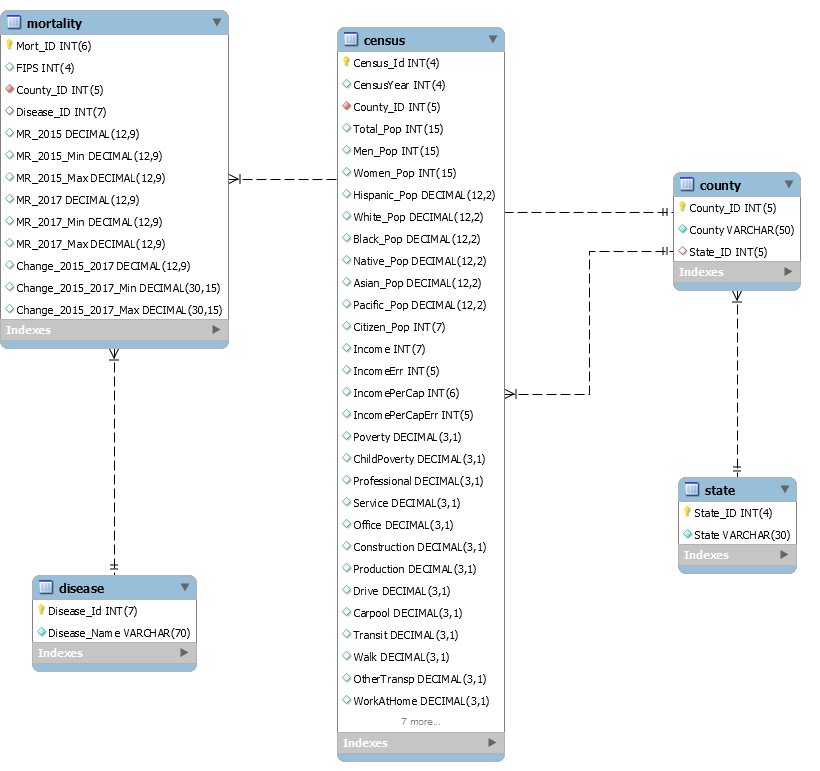 mortality
Mort_ID INT(6)
FIPS INT(4)
County_ID INT(5)
Disease_ID INT(7)
MR_2015 DECIMAL(12,9)
MR_2015_Min DECIMAL(12,9)
MR_2015_Max DECIMAL(12,9)
MR_2017 DECIMAL(12,9)
MR_2017_Min DECIMAL(12,9)
MR_2017_Max DECIMAL(12,9)
Change_2015_2017 DECIMAL(12,9)
Change_2015_2017_Min DECIMAL(30,15)
Change_2015_2017_Max DECIMAL(30,15)
Indexes
census
Census_Id INT(4)
CensusYear INT(4)
County_ID INT(5)
Total_Pop INT(15)
Men_Pop INT(15)
Women_Pop INT(15)
Hispanic_Pop DECIMAL(12,2)
White_Pop DECIMAL(12,2)
Black_Pop DECIMAL(12,2)
Native_Pop DECIMAL(12,2)
Asian_Pop DECIMAL(12,2)
Pacific_Pop DECIMAL(12,2)
Citizen_Pop INT(7)
Income INT(7)
IncomeErr INT(5)
IncomePerCap INT(6)
IncomePerCapErr INT(5)
Poverty DECIMAL(3,1)
ChildPoverty DECIMAL(3,1)
Professional DECIMAL(3,1)
Service DECIMAL(3,1)
Office DECIMAL(3,1)
Construction DECIMAL(3,1)
Production DECIMAL(3,1)
Drive DECIMAL(3,1)
Carpool DECIMAL(3,1)
Transit DECIMAL(3,1)
Walk DECIMAL(3,1)
OtherTransp DECIMAL(3,1)
WorkAtHome DECIMAL(3,1)
7 more...
Indexes
county
County_ID INT(5)
County VARCHAR(50)
State_ID INT(5)
Indexes
state
State_ID INT(4)
State VARCHAR(30)
Indexes
disease
Disease_Id INT(7)
Disease_Name VARCHAR(70)
Indexes